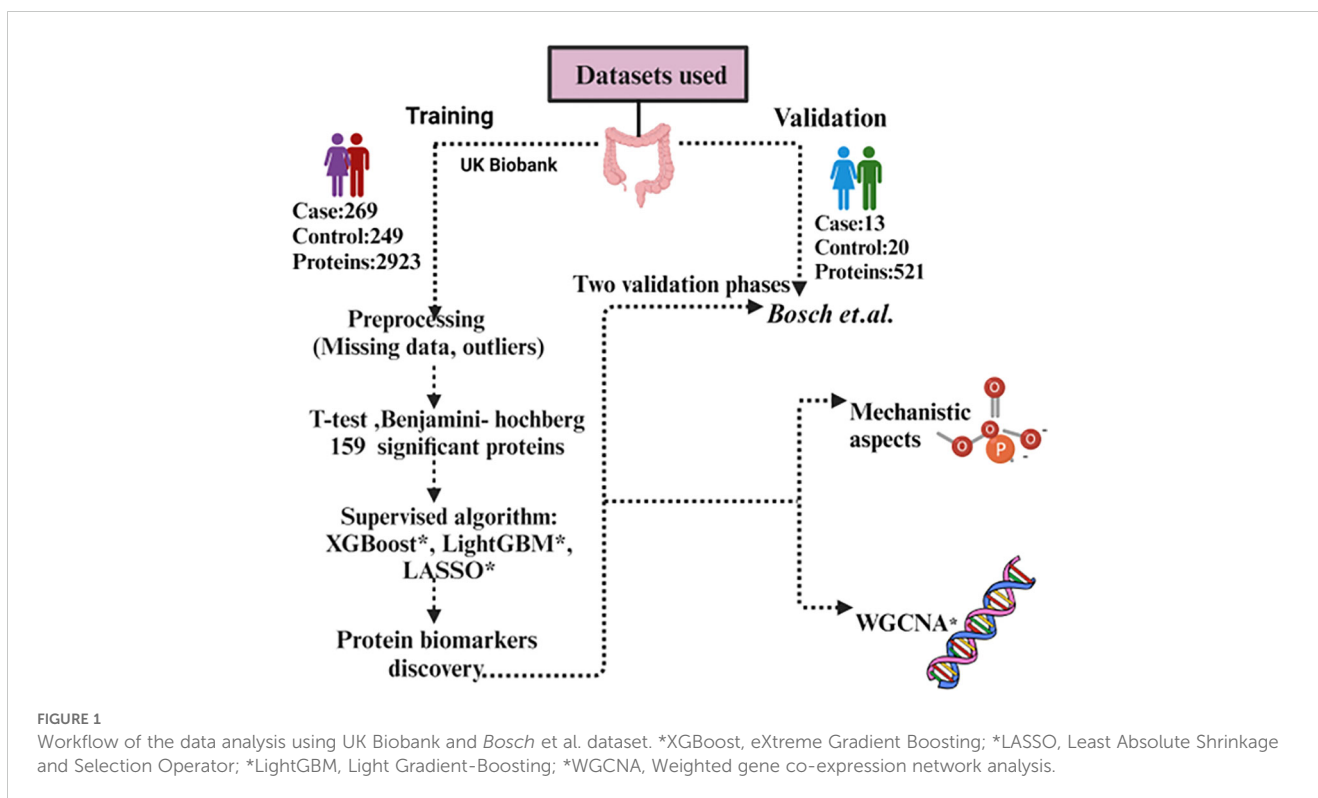 Datasets used
Training
UK Biobank
Case:269
Control:249
Proteins:2923
Validation
Case:13
Control:20
Proteins:521
Two validation phases
Bosch et.al.
Preprocessing
(Missing data, outliers)
T-test ,Benjamini- hochberg
159 significant proteins
Supervised algorithm:
XGBoost*, LightGBM*,
LASSO*
Protein biomarkers
discovery
Mechanistic
aspects
O
O
O
O
P
-
-
WGCNA*
FIGURE 1
Workflow of the data analysis using UK Biobank and Bosch et al. dataset. *XGBoost, eXtreme Gradient Boosting; *LASSO, Least Absolute Shrinkage
and Selection Operator; *LightGBM, Light Gradient-Boosting; *WGCNA, Weighted gene co-expression network analysis.